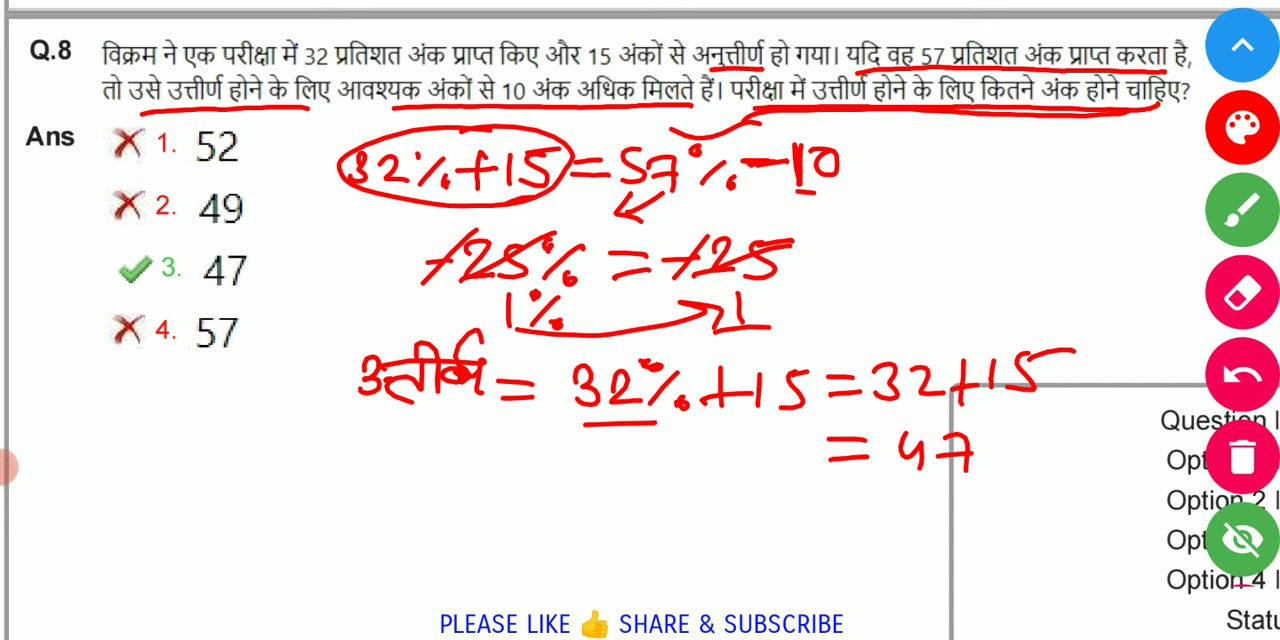 Q.8 विक्रम ने एक परीक्षा में 32 प्रतिशत अंक प्राप्त किए और 15 अंकों से अनुत्तीर्ण हो गया। यदि वह 57 प्रतिशत अंक प्राप्त करता है,
तो उसे उत्तीर्ण होने के लिए आवश्यक अंकों से 10 अंक अधिक मिलते हैं। परीक्षा में उत्तीर्ण होने के लिए कितने अंक होने चाहिए?
Ans
1. 52
2. 49
3. 47
4. 57
32% + 15 = 57% - 10
-25% = -25
1% 1
उत्तीर्ण = 32% + 15 = 32 + 15
= 47
Question I
Opt
Option 2 I
Opt
Option 4 I
Statu
PLEASE LIKE 👍 SHARE & SUBSCRIBE